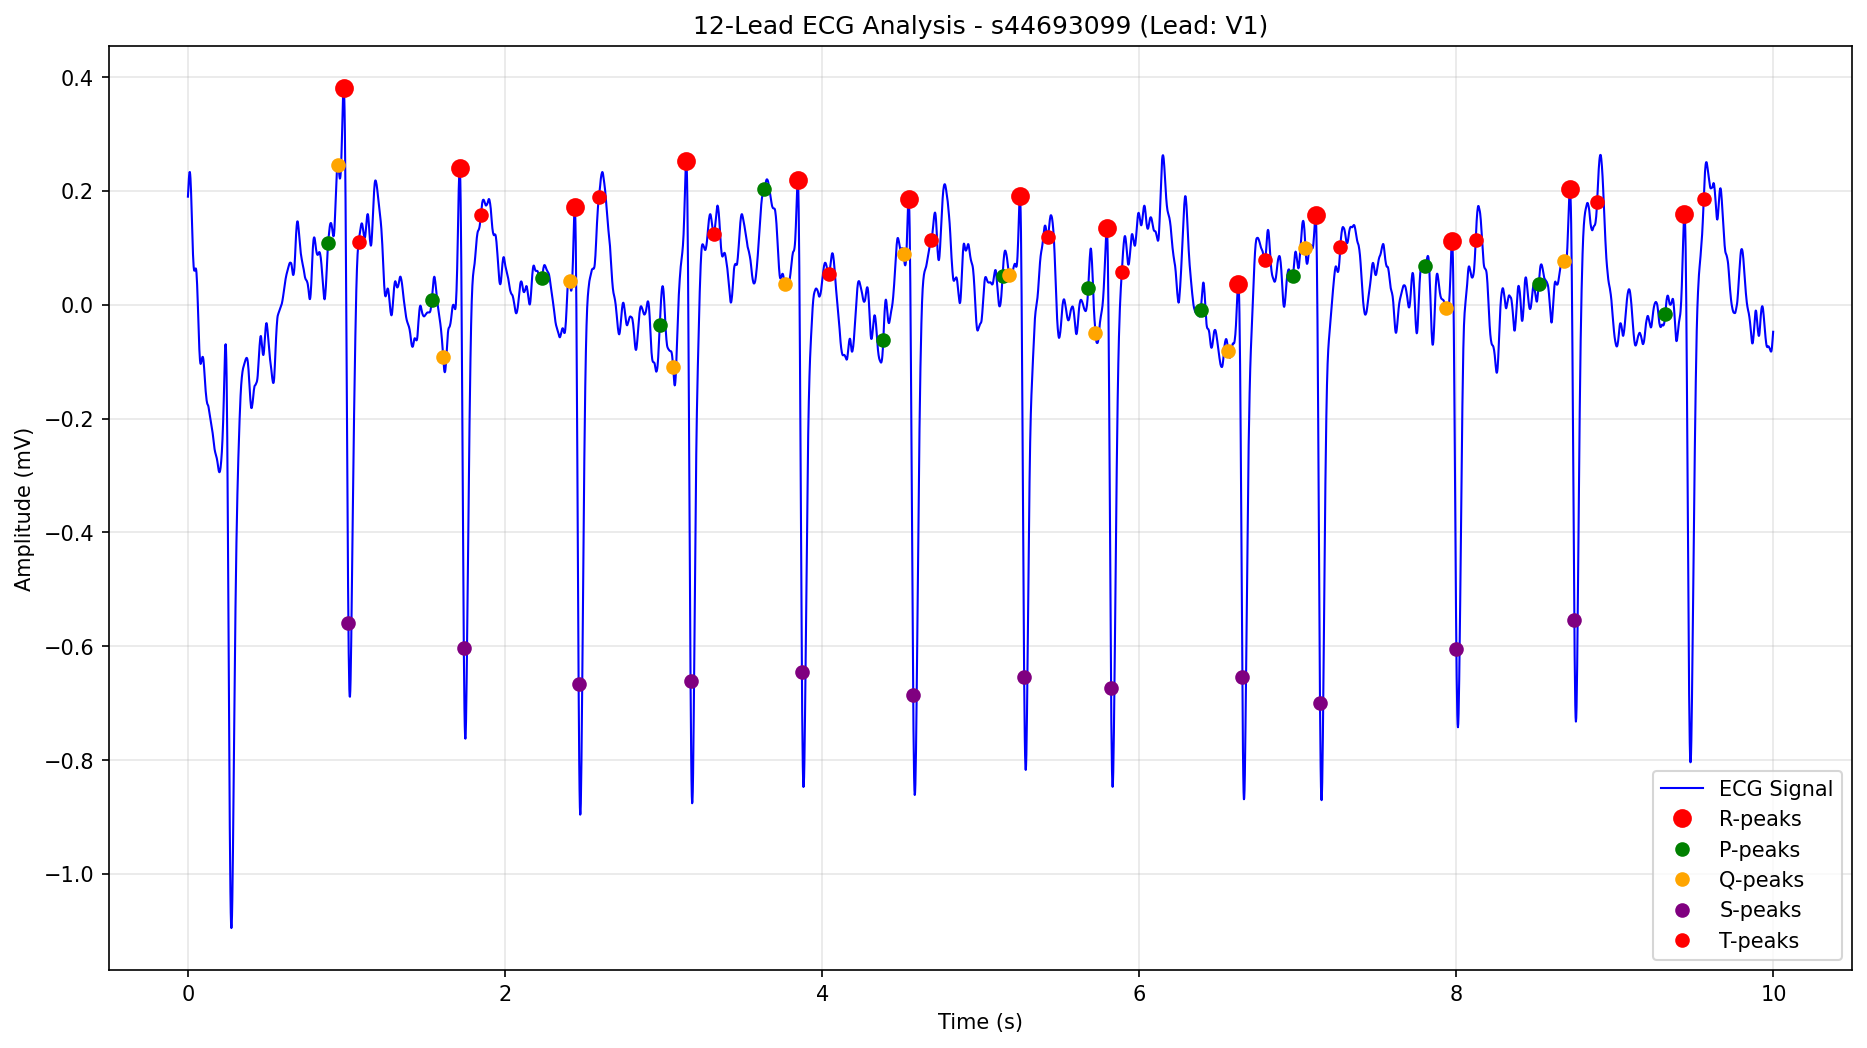 12-Lead ECG Analysis - s44693099 (Lead: V1)
0.4
0.2
0.0
−0.2
−0.4
−0.6
−0.8
−1.0
Amplitude (mV)
0 2 4 6 8 10
Time (s)
ECG Signal
R-peaks
P-peaks
Q-peaks
S-peaks
T-peaks